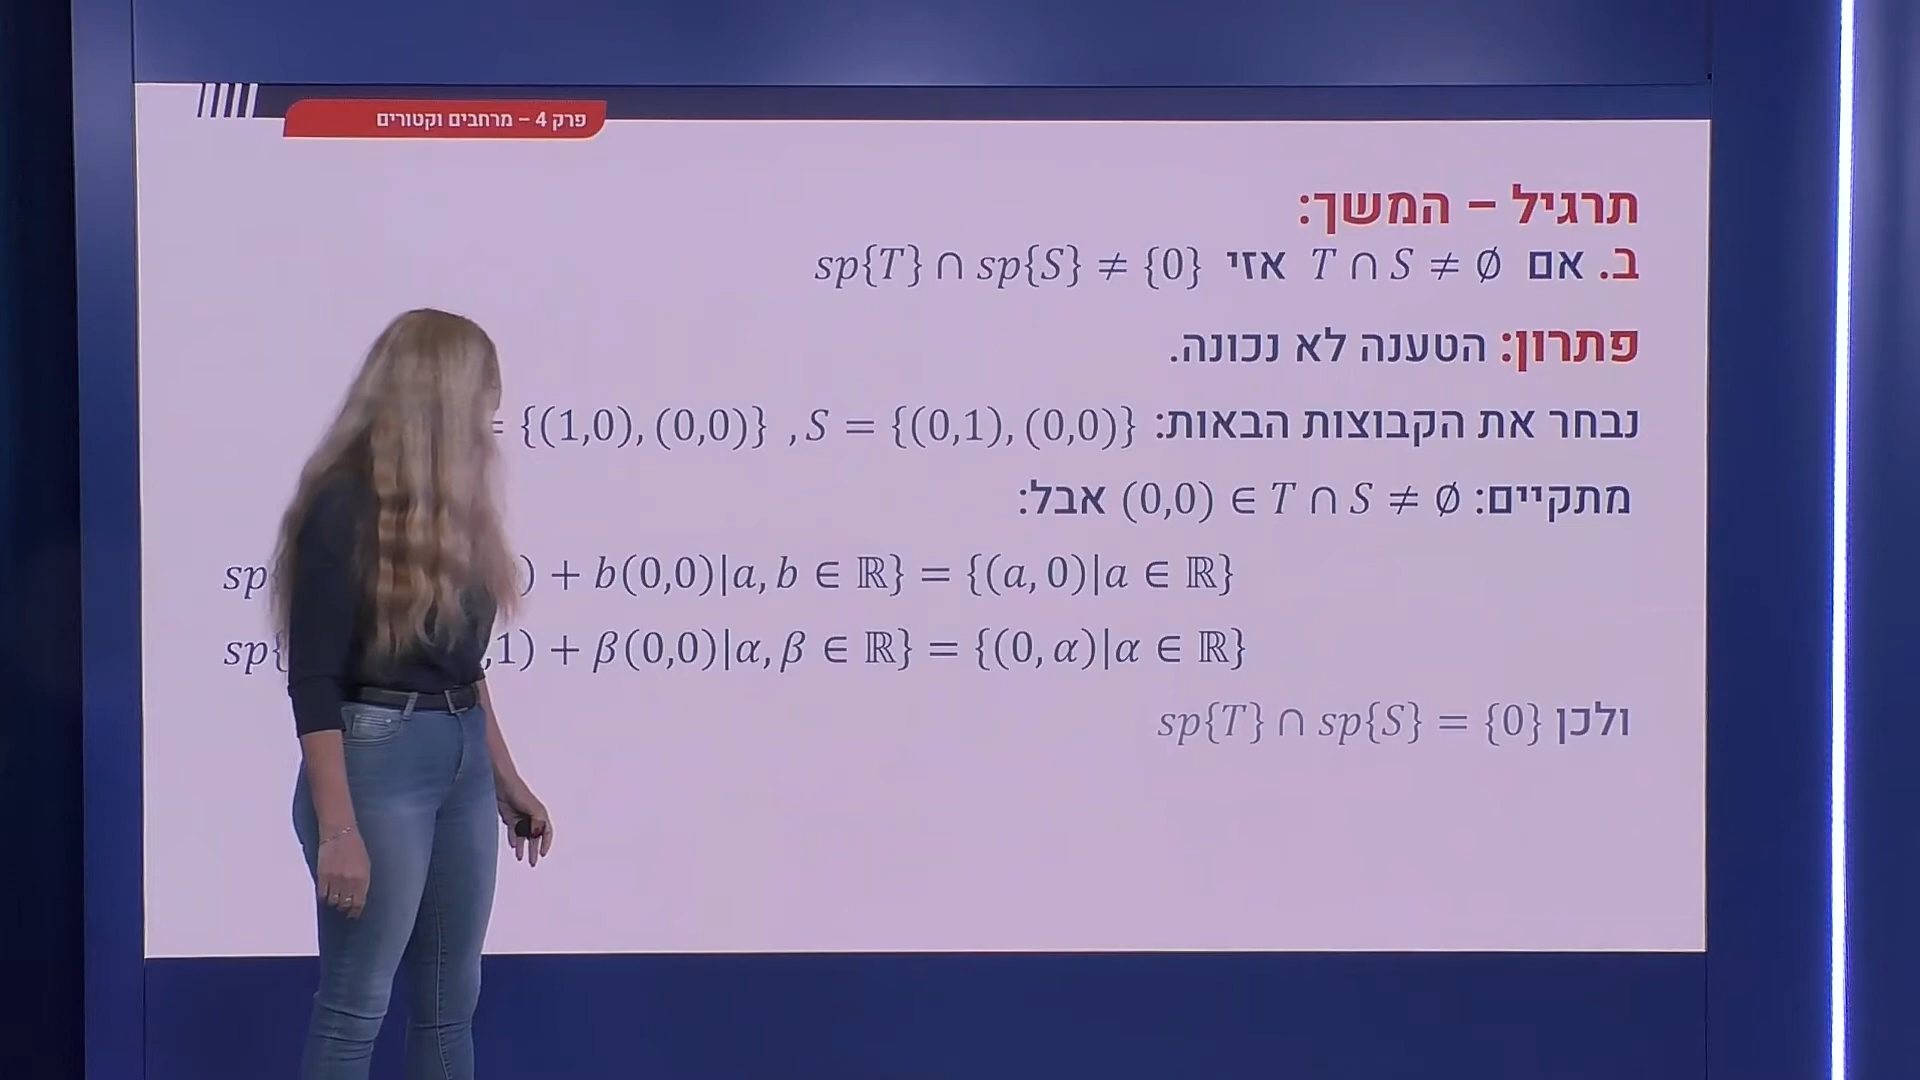 פרק 4 – מרחבים וקטורים
תרגיל – המשך:
ב. אם T ∩ S ≠ ∅ אזי sp{T} ∩ sp{S} ≠ {0}
פתרון: הטענה לא נכונה.
נבחר את הקבוצות הבאות: = {(1,0), (0,0)} , S = {(0,1), (0,0)}
מתקיים: (0,0) ∈ T ∩ S ≠ ∅ אבל:
sp ) + b(0,0)|a, b ∈ ℝ} = {(a, 0)|a ∈ ℝ}
sp{ ,1) + β(0,0)|α, β ∈ ℝ} = {(0, α)|α ∈ ℝ}
ולכן sp{T} ∩ sp{S} = {0}